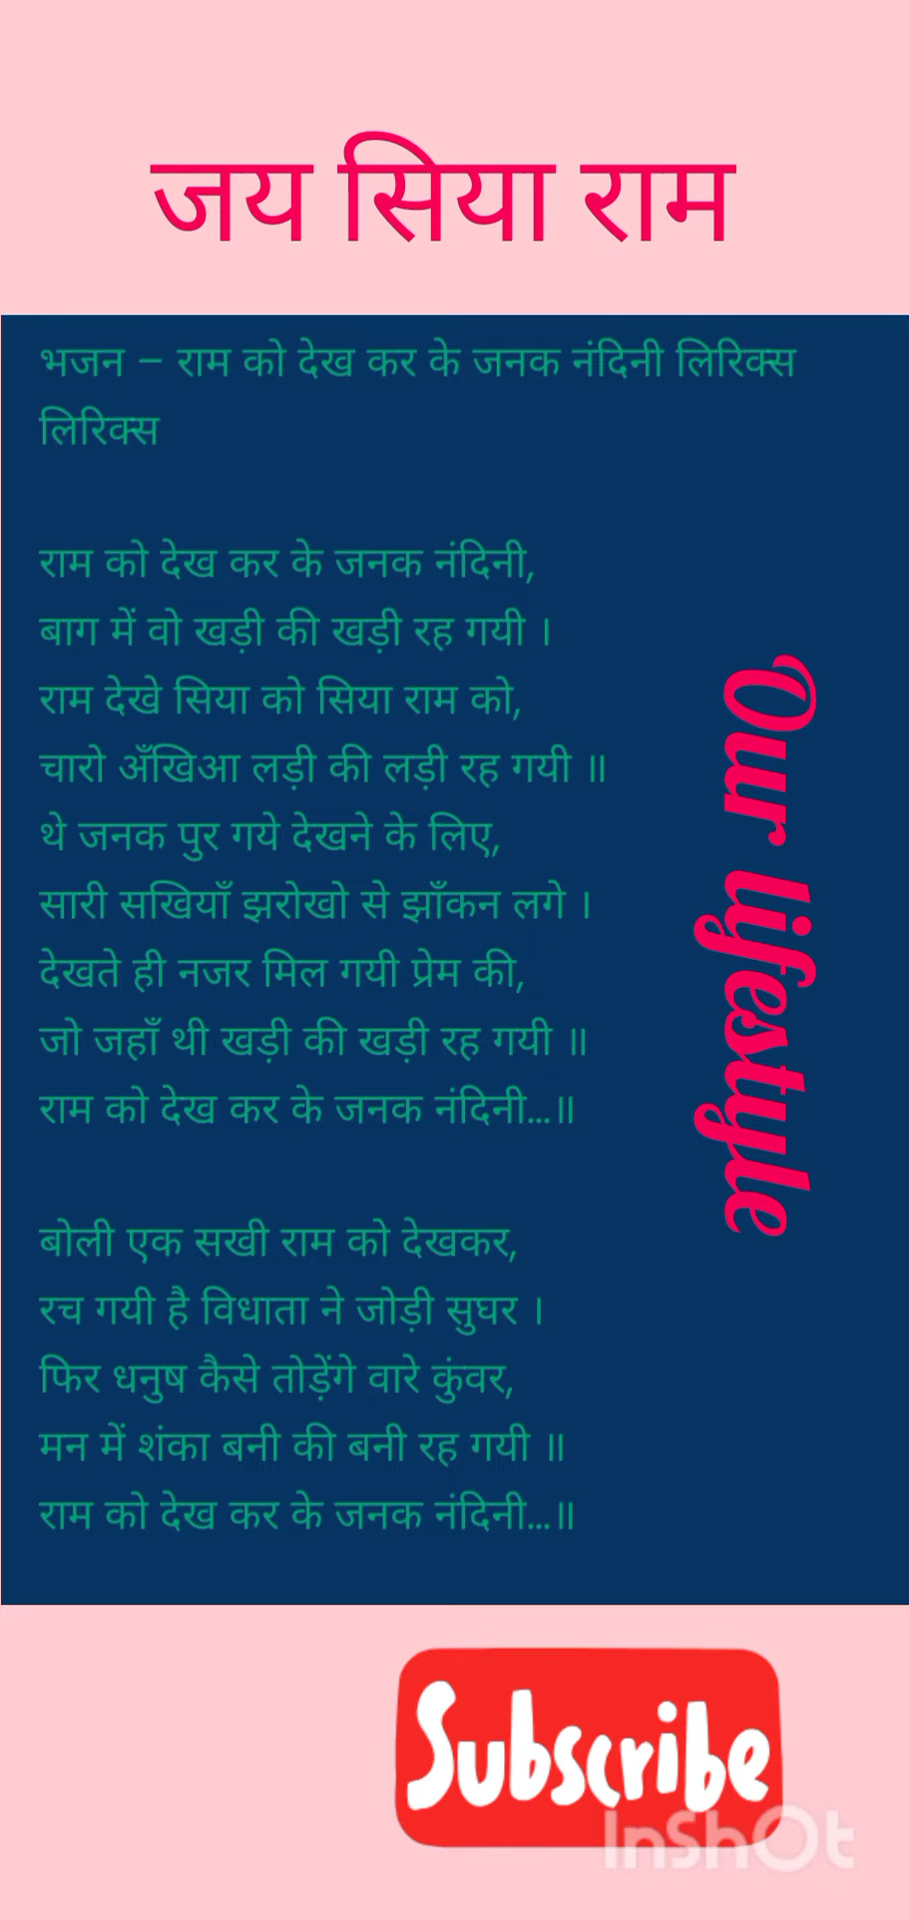 जय सिया राम
भजन – राम को देख कर के जनक नंदिनी लिरिक्स
लिरिक्स
राम को देख कर के जनक नंदिनी,
बाग में वो खड़ी की खड़ी रह गयी ।
राम देखे सिया को सिया राम को,
चारो अँखिआ लड़ी की लड़ी रह गयी ॥
थे जनक पुर गये देखने के लिए,
सारी सखियाँ झरोखो से झाँकन लगे ।
देखते ही नजर मिल गयी प्रेम की,
जो जहाँ थी खड़ी की खड़ी रह गयी ॥
राम को देख कर के जनक नंदिनी...॥
बोली एक सखी राम को देखकर,
रच गयी है विधाता ने जोड़ी सुघर ।
फिर धनुष कैसे तोड़ेंगे वारे कुंवर,
मन में शंका बनी की बनी रह गयी ॥
राम को देख कर के जनक नंदिनी...॥
Our lifestyle
Subscribe
InShOt